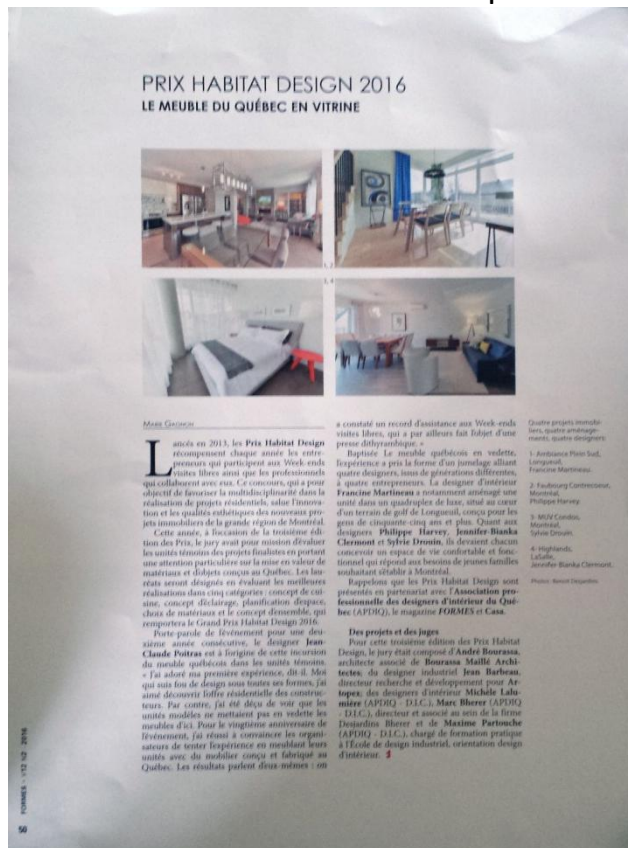 PRIX HABITAT DESIGN 2016
LE MEUBLE DU QUÉBEC EN VITRINE
1, 2
3, 4
MARIE GAGNON
Lancés en 2013, les Prix Habitat Design
récompensent chaque année les entre-
preneurs qui participent aux Week-ends
visites libres ainsi que les professionnels
qui collaborent avec eux. Ce concours, qui a pour
objectif de favoriser la multidisciplinarité dans la
réalisation de projets résidentiels, salue l'innova-
tion et les qualités esthétiques des nouveaux pro-
jets immobiliers de la grande région de Montréal.
Cette année, à l'occasion de la troisième édi-
tion des Prix, le jury avait pour mission d'évaluer
les unités témoins des projets finalistes en portant
une attention particulière sur la mise en valeur de
matériaux et d'objets conçus au Québec. Les lau-
réats seront désignés en évaluant les meilleures
réalisations dans cinq catégories : concept de cui-
sine, concept d'éclairage, planification d'espace,
choix de matériaux et le concept d'ensemble, qui
remportera le Grand Prix Habitat Design 2016.
Porte-parole de l'événement pour une deu-
xième année consécutive, le designer Jean-
Claude Poitras est à l'origine de cette incursion
du meuble québécois dans les unités témoins.
« J'ai adoré ma première expérience, dit-il. Moi
qui suis fou de design sous toutes ses formes, j'ai
aimé découvrir l'offre résidentielle des construc-
teurs. Par contre, j'ai été déçu de voir que les
unités modèles ne mettaient pas en vedette les
meubles d'ici. Pour le vingtième anniversaire de
l'événement, j'ai réussi à convaincre les organi-
sateurs de tenter l'expérience en meublant leurs
unités avec du mobilier conçu et fabriqué au
Québec. Les résultats parlent d'eux-mêmes : on
a constaté un record d'assistance aux Week-ends
visites libres, qui a par ailleurs fait l'objet d'une
presse dithyrambique. »
Baptisée Le meuble québécois en vedette,
l'expérience a pris la forme d'un jumelage alliant
quatre designers, issus de générations différentes,
à quatre entrepreneurs. La designer d'intérieur
Francine Martineau a notamment aménagé une
unité dans un quadruplex de luxe, situé au cœur
d'un terrain de golf de Longueuil, conçu pour les
gens de cinquante-cinq ans et plus. Quant aux
designers Philippe Harvey, Jennifer-Bianka
Clermont et Sylvie Drouin, ils devaient chacun
concevoir un espace de vie confortable et fonc-
tionnel qui répond aux besoins de jeunes familles
souhaitant s'établir à Montréal.
Rappelons que les Prix Habitat Design sont
présentés en partenariat avec l'Association pro-
fessionnelle des designers d'intérieur du Qué-
bec (APDIQ), le magazine FORMES et Casa.
Des projets et des juges
Pour cette troisième édition des Prix Habitat
Design, le jury était composé d'André Bourassa,
architecte associé de Bourassa Maillé Archi-
tectes; du designer industriel Jean Barbeau,
directeur recherche et développement pour Ar-
topex; des designers d'intérieur Michèle Lalu-
mière (APDIQ - D.I.C.), Marc Bherer (APDIQ
- D.I.C.), directeur et associé au sein de la firme
Desjardins Bherer et de Maxime Partouche
(APDIQ - D.I.C.), chargé de formation pratique
à l'École de design industriel, orientation design
d'intérieur.
Quatre projets immobi-
liers, quatre aménage-
ments, quatre designers:
1- Ambiance Plein Sud,
Longueuil,
Francine Martineau.
2- Faubourg Contrecoeur,
Montréal,
Philippe Harvey.
3- MUV Condos,
Montréal,
Sylvie Drouin.
4- Highlands,
LaSalle,
Jennifer-Bianka Clermont.
Photos : Benoit Desjardins
FORMES - V12 N2 2016
50